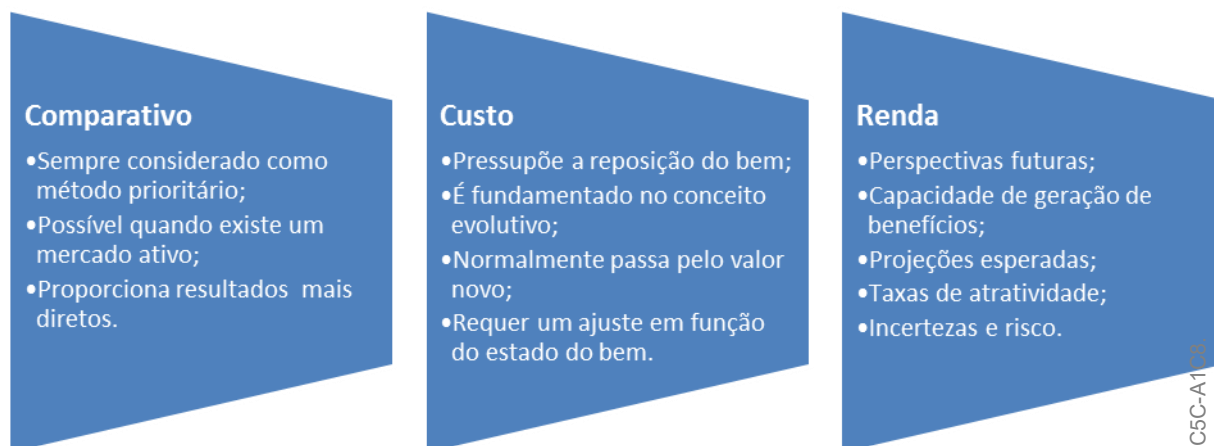 Comparativo
•Sempre considerado como
método prioritário;
•Possível quando existe um
mercado ativo;
•Proporciona resultados mais
diretos.
Custo
•Pressupõe a reposição do bem;
•É fundamentado no conceito
evolutivo;
•Normalmente passa pelo valor
novo;
•Requer um ajuste em função
do estado do bem.
Renda
•Perspectivas futuras;
•Capacidade de geração de
benefícios;
•Projeções esperadas;
•Taxas de atratividade;
•Incertezas e risco.
C5C-A1C8.